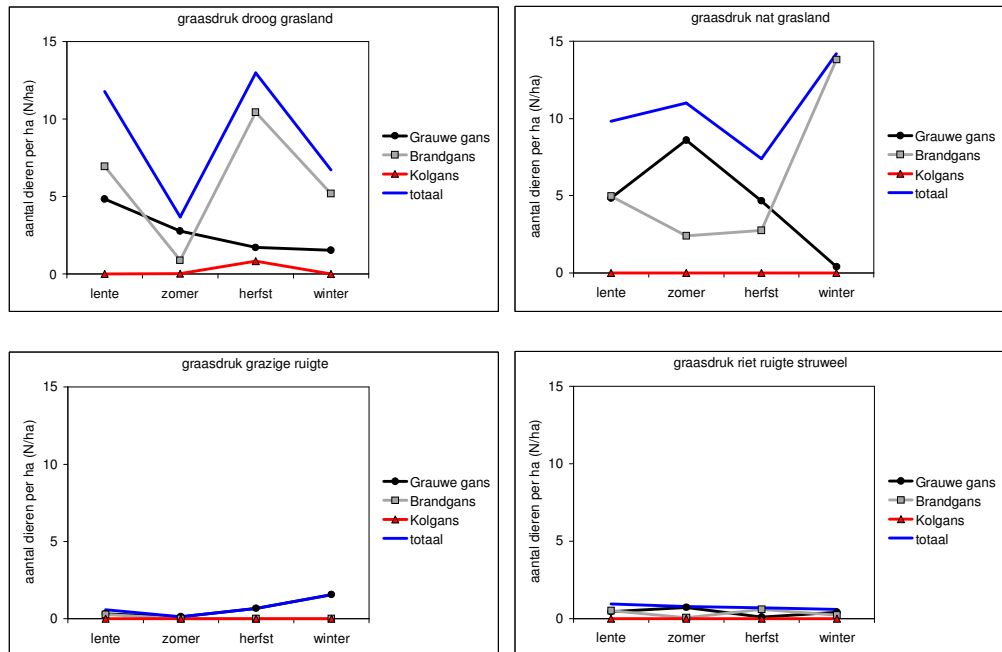 graasdruk droog grasland
aantal dieren per ha (N/ha)
15
10
5
0
lente zomer herfst winter
Grauwe gans
Brandgans
Kolgans
totaal
graasdruk nat grasland
aantal dieren per ha (N/ha)
15
10
5
0
lente zomer herfst winter
Grauwe gans
Brandgans
Kolgans
totaal
graasdruk grazige ruigte
aantal dieren per ha (N/ha)
15
10
5
0
lente zomer herfst winter
Grauwe gans
Brandgans
Kolgans
totaal
graasdruk riet ruigte struweel
aantal dieren per ha (N/ha)
15
10
5
0
lente zomer herfst winter
Grauwe gans
Brandgans
Kolgans
totaal